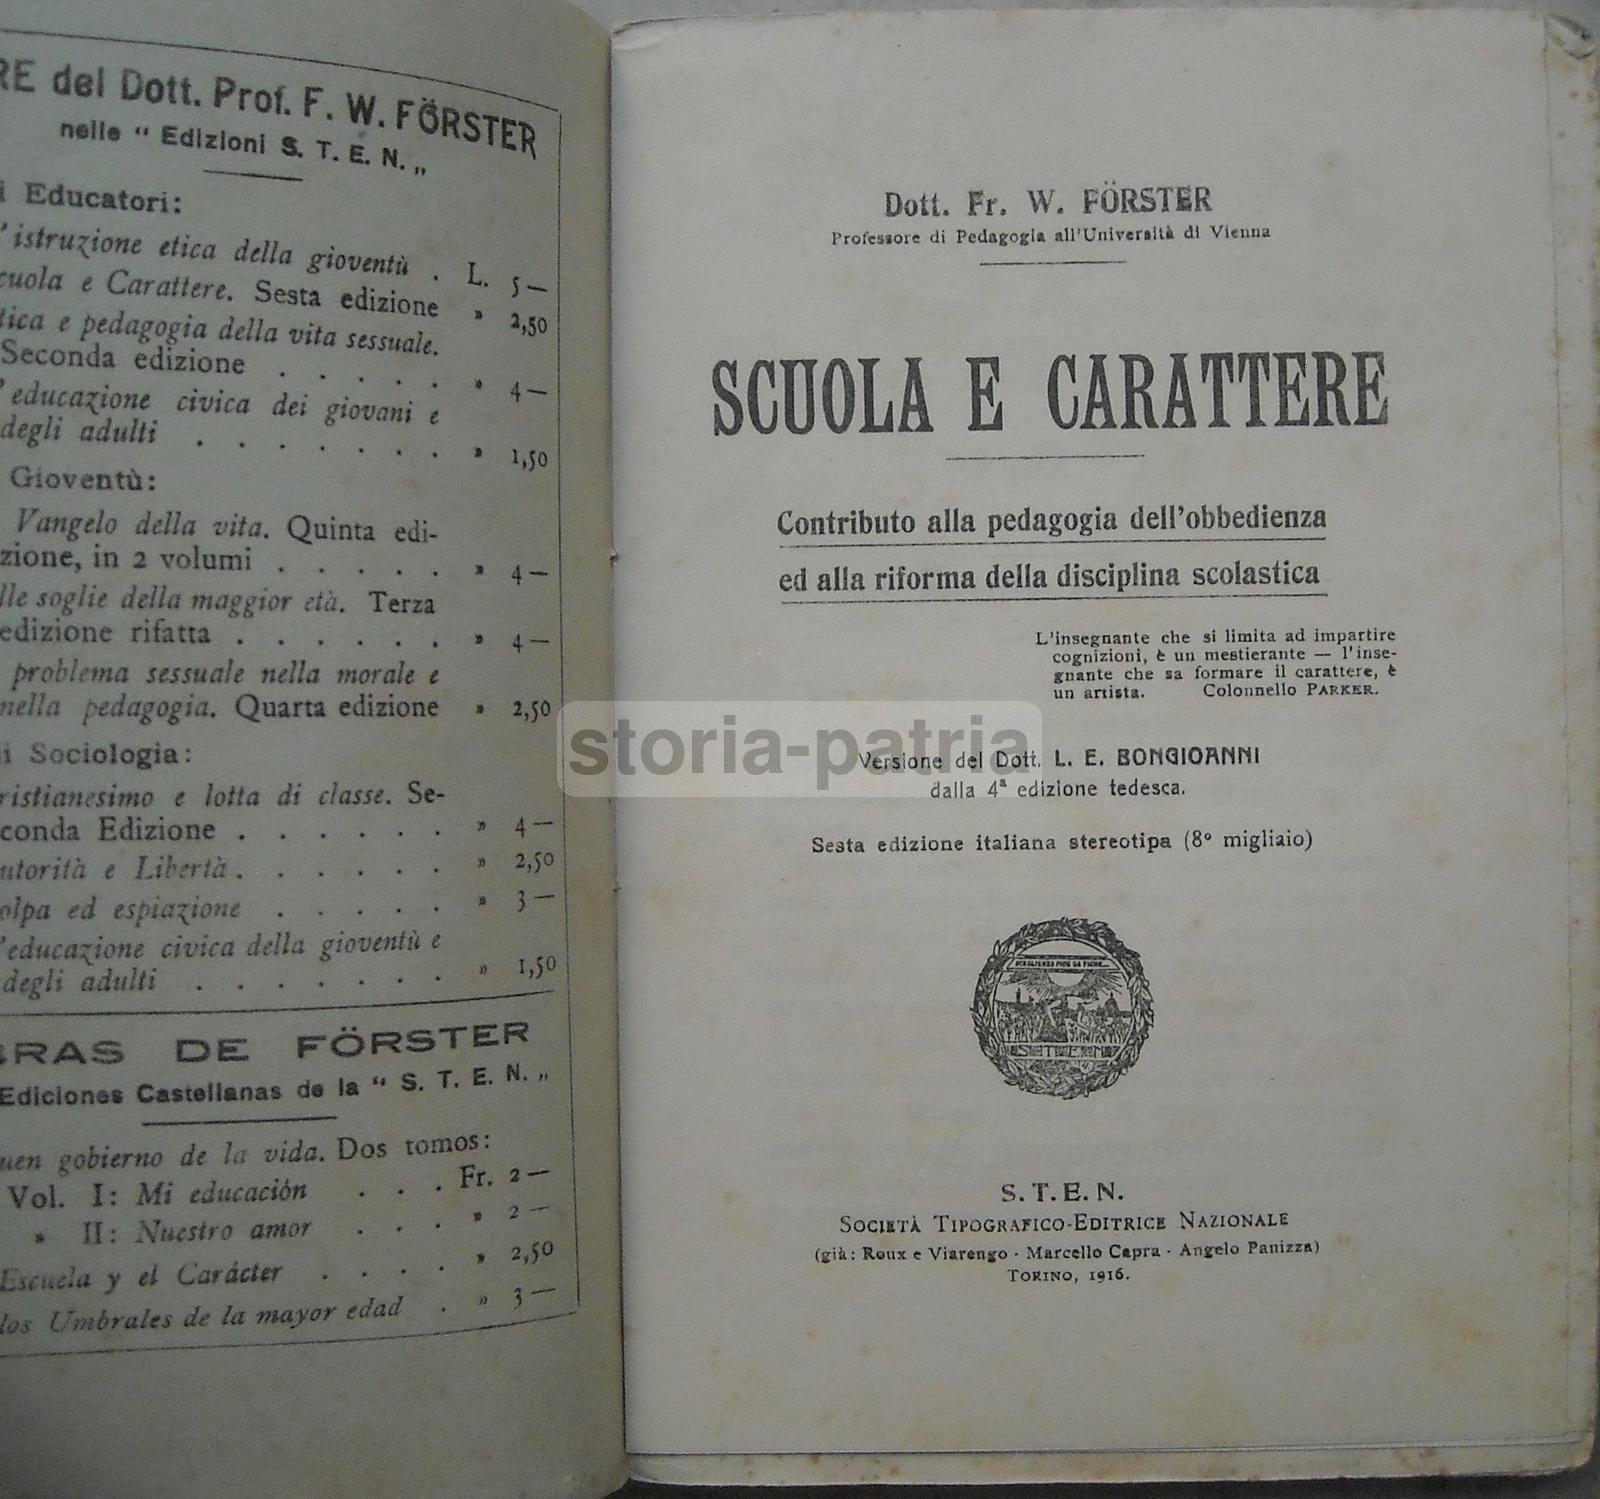 RE del Dott. Prof. F. W. FÖRSTER
nelle “ Edizioni S. T. E. N. „
i Educatori:
'istruzione etica della gioventù . L. 5 —
cuola e Carattere. Sesta edizione » 2,50
tica e pedagogia della vita sessuale.
Seconda edizione . . . . . » 4 —
'educazione civica dei giovani e
degli adulti . . . . . . . » 1,50
Gioventù:
Vangelo della vita. Quinta edi-
zione, in 2 volumi . . . . . » 4 —
lle soglie della maggior età. Terza
edizione rifatta . . . . . . » 4 —
problema sessuale nella morale e
nella pedagogia. Quarta edizione » 2,50
i Sociologia:
ristianesimo e lotta di classe. Se-
conda Edizione . . . . . . » 4 —
utorità e Libertà . . . . . . » 2,50
olpa ed espiazione . . . . . » 3 —
'educazione civica della gioventù e
degli adulti . . . . . . . » 1,50
BRAS DE FÖRSTER
Ediciones Castellanas de la “ S. T. E. N. „
uen gobierno de la vida. Dos tomos:
Vol. I: Mi educación . . . Fr. 2 —
» II: Nuestro amor . . . » 2 —
Escuela y el Carácter . . . . » 2,50
los Umbrales de la mayor edad . » 3 —
Dott. Fr. W. FÖRSTER
Professore di Pedagogia all'Università di Vienna
SCUOLA E CARATTERE
Contributo alla pedagogia dell'obbedienza
ed alla riforma della disciplina scolastica
L'insegnante che si limita ad impartire
cognizioni, è un mestierante — l'inse-
gnante che sa formare il carattere, è
un artista. Colonnello PARKER.
storia-patria
Versione del Dott. L. E. BONGIOANNI
dalla 4ª edizione tedesca.
Sesta edizione italiana stereotipa (8º migliaio)
S T E N
S. T. E. N.
SOCIETÀ TIPOGRAFICO-EDITRICE NAZIONALE
(già: Roux e Viarengo - Marcello Capra - Angelo Panizza)
TORINO, 1916.